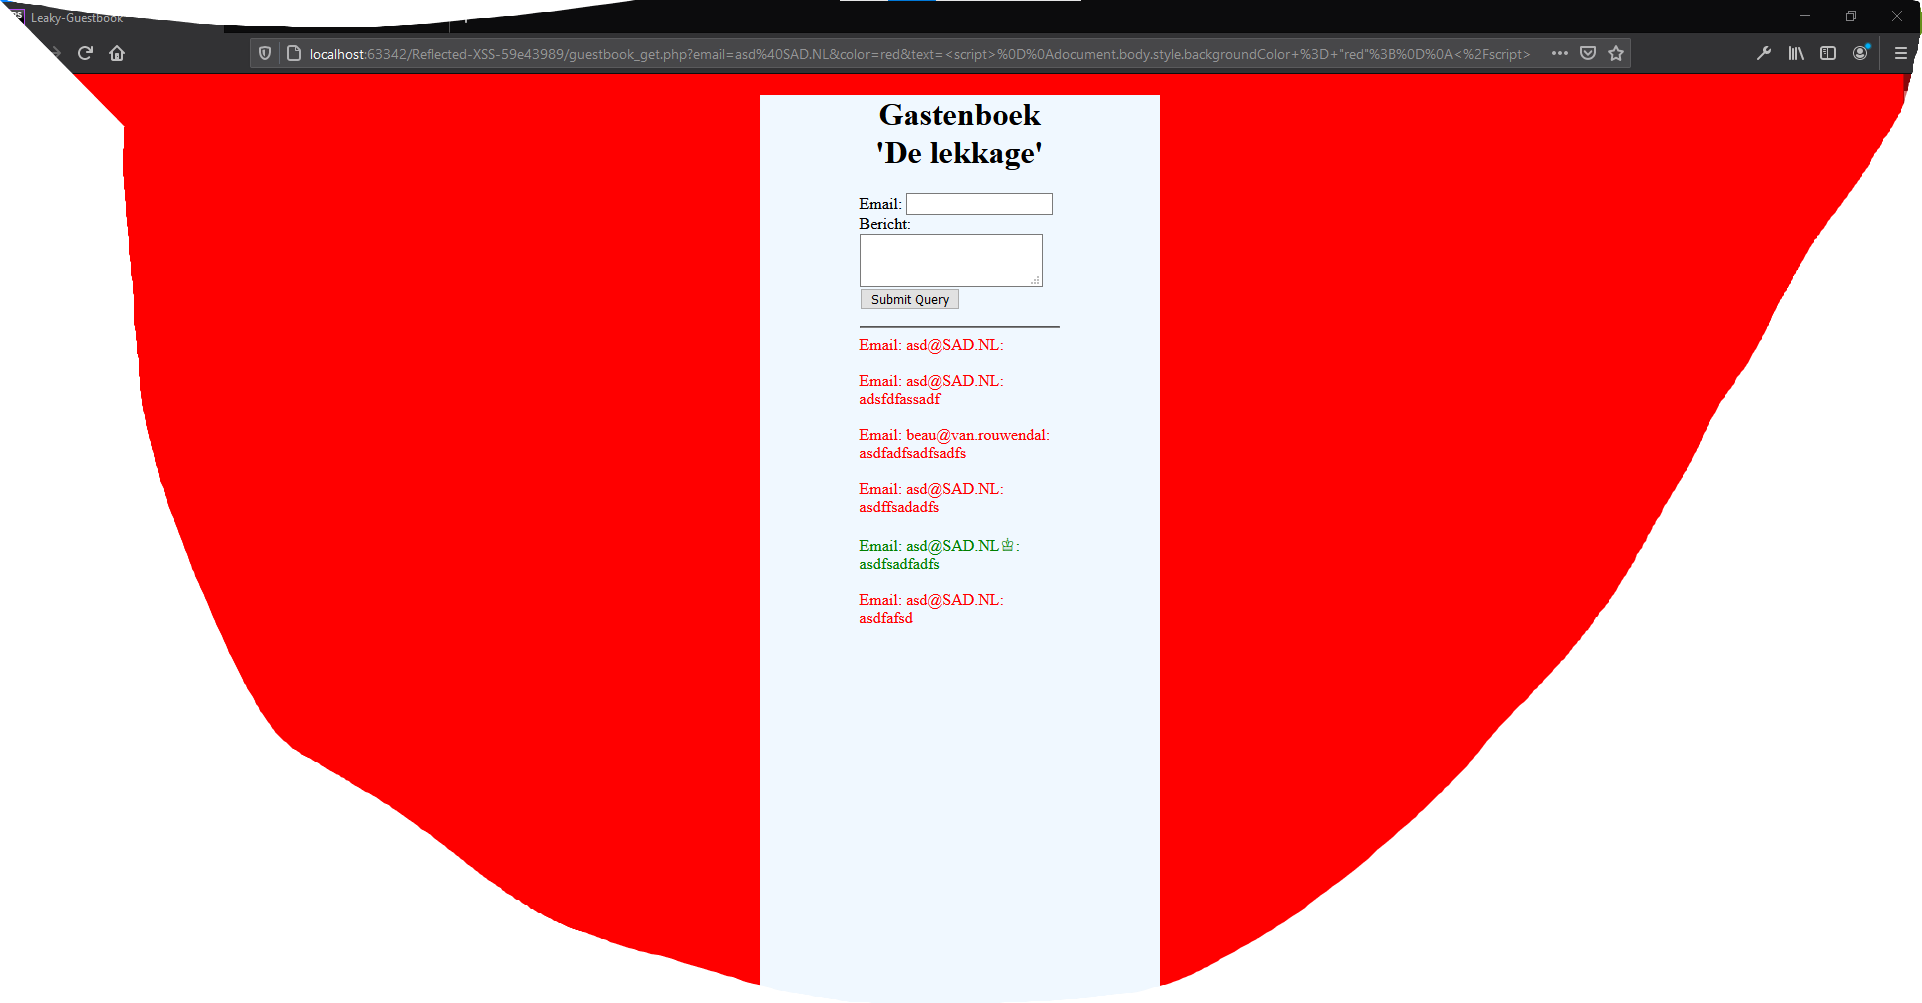 Leaky-Guestbook
localhost:63342/Reflected-XSS-59e43989/guestbook_get.php?email=asd%40SAD.NL&color=red&text=<script>%0D%0Adocument.body.style.backgroundColor+%3D+"red"%3B%0D%0A<%2Fscript>
Gastenboek
'De lekkage'
Email:
Bericht:
Submit Query
Email: asd@SAD.NL:
Email: asd@SAD.NL:
adsfdfassadf
Email: beau@van.rouwendal:
asdfadfsadfsadfs
Email: asd@SAD.NL:
asdffsadadfs
Email: asd@SAD.NL♔:
asdfsadfadfs
Email: asd@SAD.NL:
asdfafsd